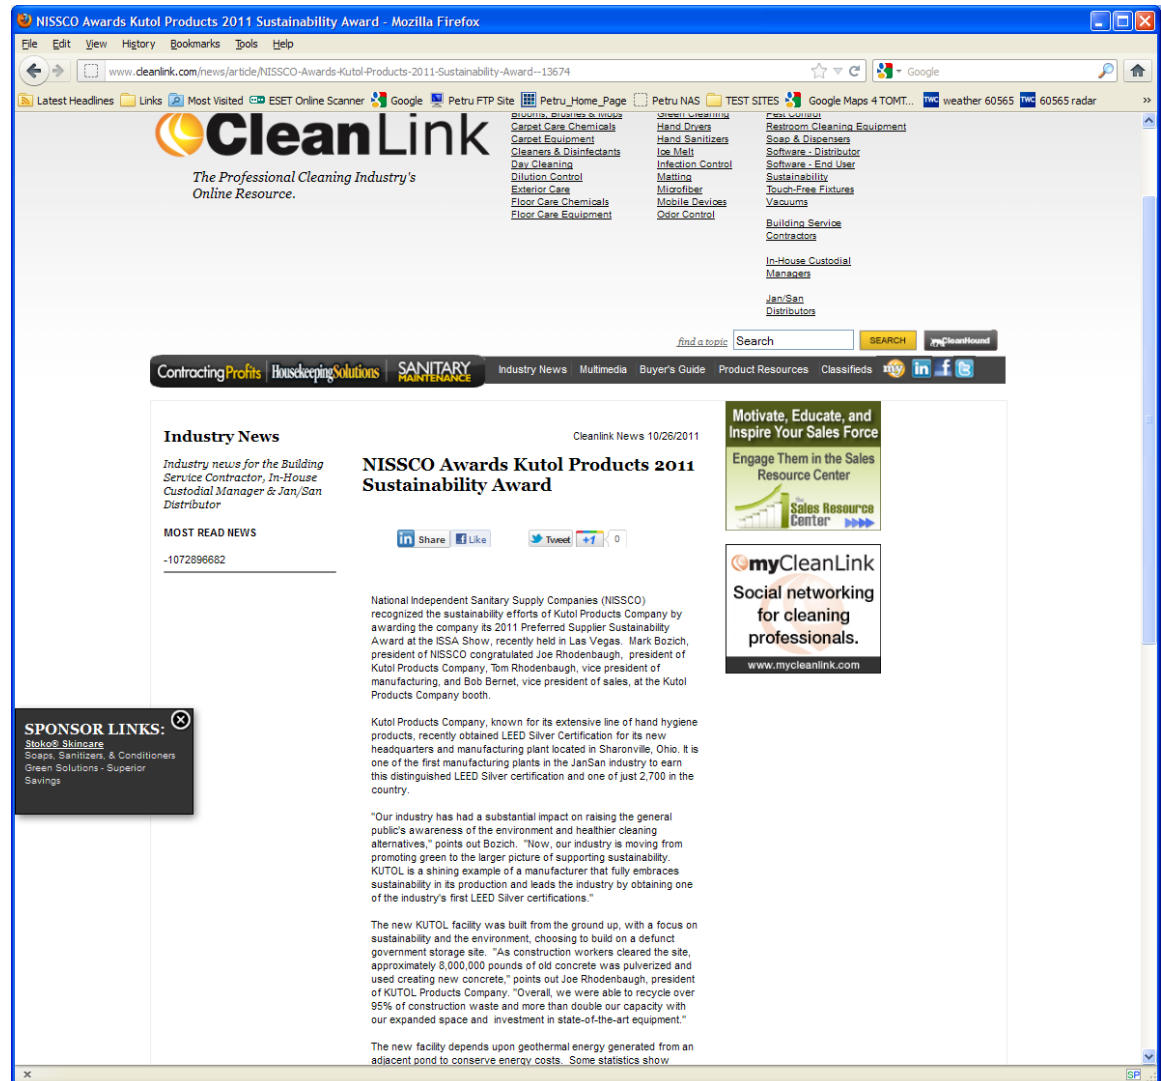 NISSCO Awards Kutol Products 2011 Sustainability Award - Mozilla Firefox
File Edit View History Bookmarks Tools Help
www.cleanlink.com/news/article/NISSCO-Awards-Kutol-Products-2011-Sustainability-Award--13674
Google
Latest Headlines Links Most Visited ESET Online Scanner Google Petru FTP Site Petru_Home_Page Petru NAS TEST SITES Google Maps 4 TOMT... TWC weather 60565 TWC 60565 radar »
CleanLink
The Professional Cleaning Industry's
Online Resource.
Brooms, Brushes & Mops
Carpet Care Chemicals
Carpet Equipment
Cleaners & Disinfectants
Day Cleaning
Dilution Control
Exterior Care
Floor Care Chemicals
Floor Care Equipment
Green Cleaning
Hand Dryers
Hand Sanitizers
Ice Melt
Infection Control
Matting
Microfiber
Mobile Devices
Odor Control
Pest Control
Restroom Cleaning Equipment
Soap & Dispensers
Software - Distributor
Software - End User
Sustainability
Touch-Free Fixtures
Vacuums
Building Service
Contractors
In-House Custodial
Managers
Jan/San
Distributors
find a topic Search SEARCH myCleanHound
ContractingProfits HousekeepingSolutions SANITARY MAINTENANCE Industry News Multimedia Buyer's Guide Product Resources Classifieds my in f
Industry News
Industry news for the Building
Service Contractor, In-House
Custodial Manager & Jan/San
Distributor
MOST READ NEWS
-1072896682
Cleanlink News 10/26/2011
NISSCO Awards Kutol Products 2011
Sustainability Award
in Share f Like Tweet +1 0
National Independent Sanitary Supply Companies (NISSCO)
recognized the sustainability efforts of Kutol Products Company by
awarding the company its 2011 Preferred Supplier Sustainability
Award at the ISSA Show, recently held in Las Vegas. Mark Bozich,
president of NISSCO congratulated Joe Rhodenbaugh, president of
Kutol Products Company, Tom Rhodenbaugh, vice president of
manufacturing, and Bob Bernet, vice president of sales, at the Kutol
Products Company booth.
Kutol Products Company, known for its extensive line of hand hygiene
products, recently obtained LEED Silver Certification for its new
headquarters and manufacturing plant located in Sharonville, Ohio. It is
one of the first manufacturing plants in the JanSan industry to earn
this distinguished LEED Silver certification and one of just 2,700 in the
country.
"Our industry has had a substantial impact on raising the general
public's awareness of the environment and healthier cleaning
alternatives," points out Bozich. "Now, our industry is moving from
promoting green to the larger picture of supporting sustainability.
KUTOL is a shining example of a manufacturer that fully embraces
sustainability in its production and leads the industry by obtaining one
of the industry's first LEED Silver certifications."
The new KUTOL facility was built from the ground up, with a focus on
sustainability and the environment, choosing to build on a defunct
government storage site. "As construction workers cleared the site,
approximately 8,000,000 pounds of old concrete was pulverized and
used creating new concrete," points out Joe Rhodenbaugh, president
of KUTOL Products Company. "Overall, we were able to recycle over
95% of construction waste and more than double our capacity with
our expanded space and investment in state-of-the-art equipment."
The new facility depends upon geothermal energy generated from an
adjacent pond to conserve energy costs. Some statistics show
Motivate, Educate, and
Inspire Your Sales Force
Engage Them in the Sales
Resource Center
the
Sales Resource
Center
myCleanLink
Social networking
for cleaning
professionals.
www.mycleanlink.com
SPONSOR LINKS:
Stoko® Skincare
Soaps, Sanitizers, & Conditioners
Green Solutions - Superior
Savings
x
SP